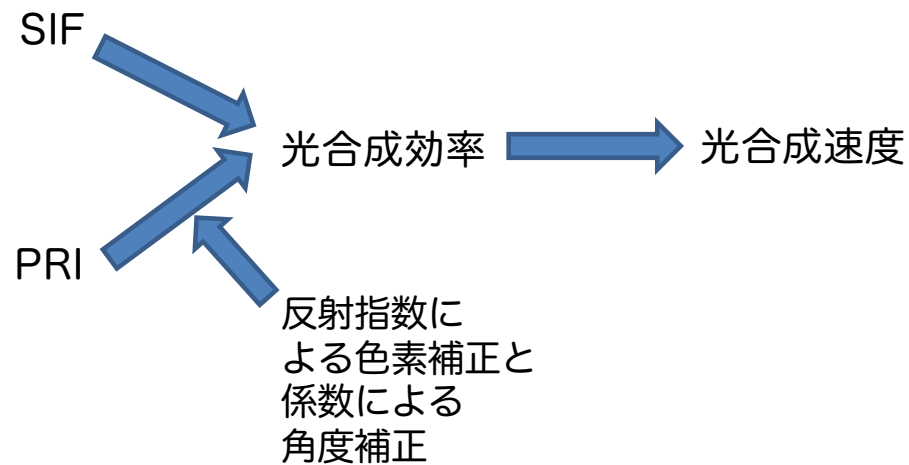 SIF
光合成効率
光合成速度
PRI
反射指数に
よる色素補正と
係数による
角度補正